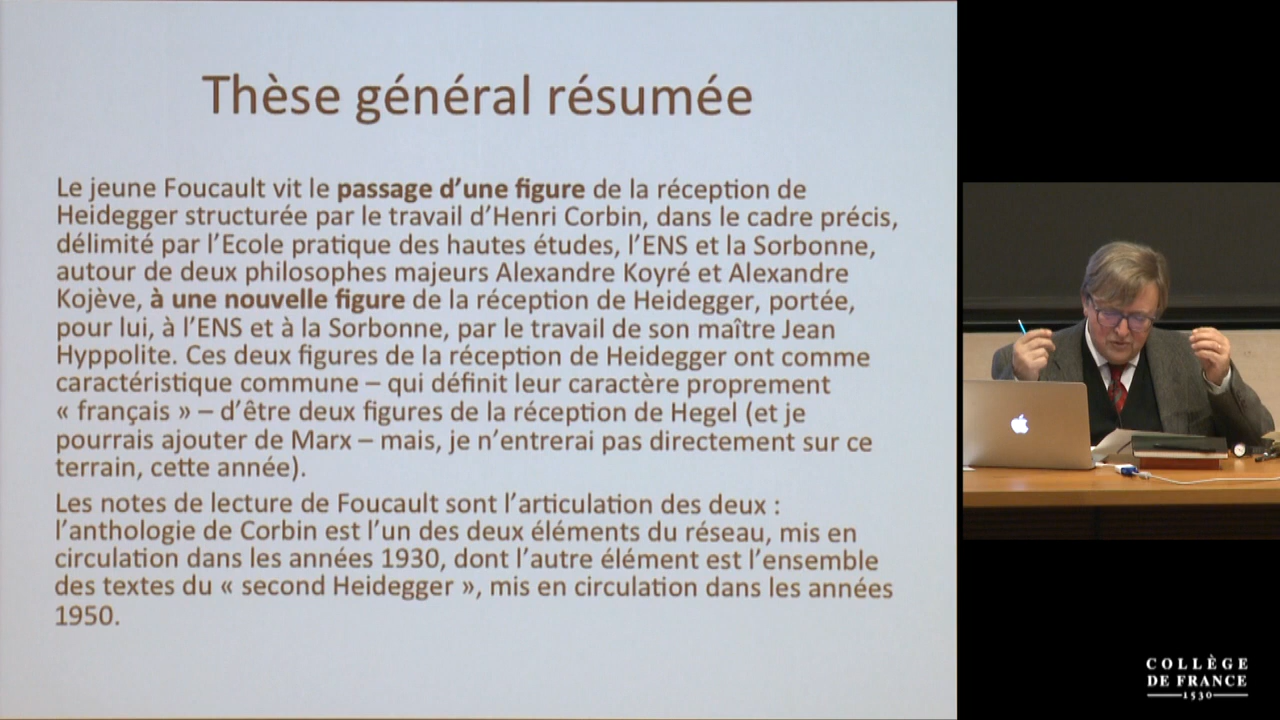 Thèse général résumée
Le jeune Foucault vit le passage d’une figure de la réception de
Heidegger structurée par le travail d’Henri Corbin, dans le cadre précis,
délimité par l’Ecole pratique des hautes études, l’ENS et la Sorbonne,
autour de deux philosophes majeurs Alexandre Koyré et Alexandre
Kojève, à une nouvelle figure de la réception de Heidegger, portée,
pour lui, à l’ENS et à la Sorbonne, par le travail de son maître Jean
Hyppolite. Ces deux figures de la réception de Heidegger ont comme
caractéristique commune – qui définit leur caractère proprement
« français » – d’être deux figures de la réception de Hegel (et je
pourrais ajouter de Marx – mais, je n’entrerai pas directement sur ce
terrain, cette année).
Les notes de lecture de Foucault sont l’articulation des deux :
l’anthologie de Corbin est l’un des deux éléments du réseau, mis en
circulation dans les années 1930, dont l’autre élément est l’ensemble
des textes du « second Heidegger », mis en circulation dans les années
1950.
COLLÈGE
DE FRANCE
1530